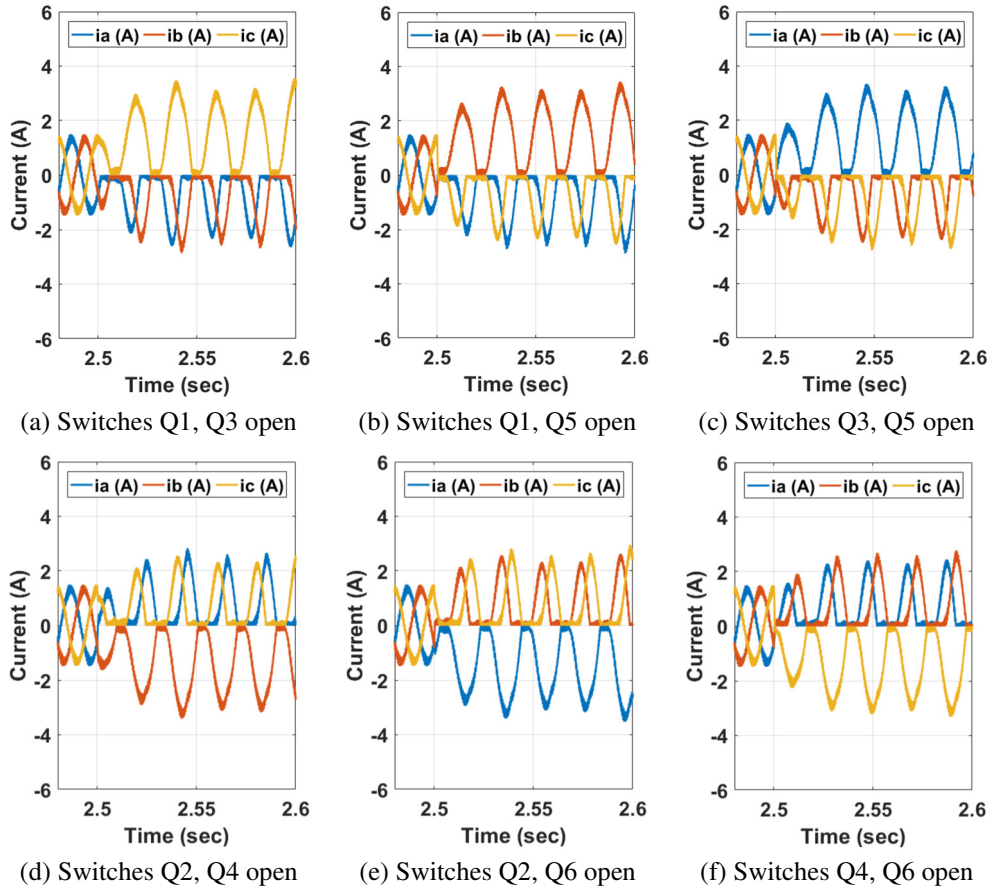 6
4
2
0
-2
-4
-6
Current (A)
ia (A) ib (A) ic (A)
2.5 2.55 2.6
Time (sec)
(a) Switches Q1, Q3 open
6
4
2
0
-2
-4
-6
Current (A)
ia (A) ib (A) ic (A)
2.5 2.55 2.6
Time (sec)
(b) Switches Q1, Q5 open
6
4
2
0
-2
-4
-6
Current (A)
ia (A) ib (A) ic (A)
2.5 2.55 2.6
Time (sec)
(c) Switches Q3, Q5 open
6
4
2
0
-2
-4
-6
Current (A)
ia (A) ib (A) ic (A)
2.5 2.55 2.6
Time (sec)
(d) Switches Q2, Q4 open
6
4
2
0
-2
-4
-6
Current (A)
ia (A) ib (A) ic (A)
2.5 2.55 2.6
Time (sec)
(e) Switches Q2, Q6 open
6
4
2
0
-2
-4
-6
Current (A)
ia (A) ib (A) ic (A)
2.5 2.55 2.6
Time (sec)
(f) Switches Q4, Q6 open